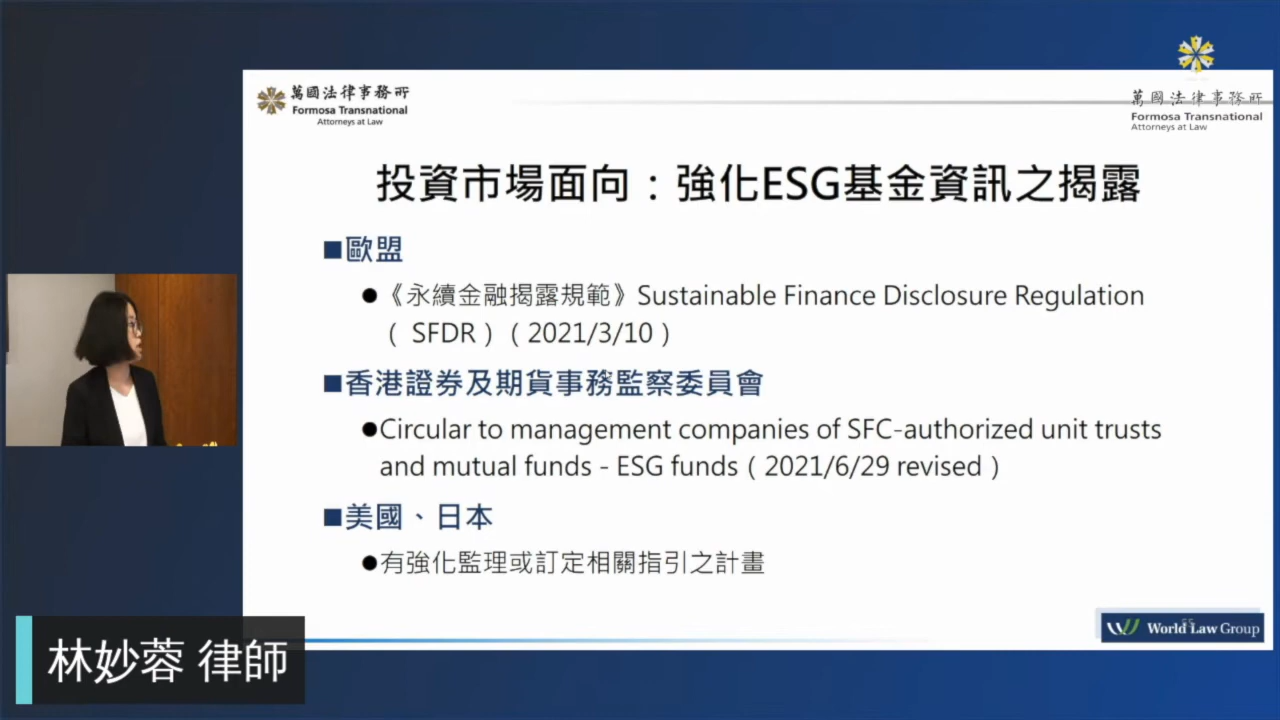 萬國法律事務所
Formosa Transnational
Attorneys at Law
萬國法律事務所
Formosa Transnational
Attorneys at Law
投資市場面向：強化ESG基金資訊之揭露
■歐盟
●《永續金融揭露規範》Sustainable Finance Disclosure Regulation
（ SFDR）（2021/3/10）
■香港證券及期貨事務監察委員會
●Circular to management companies of SFC-authorized unit trusts
and mutual funds - ESG funds（2021/6/29 revised）
■美國、日本
●有強化監理或訂定相關指引之計畫
World Law Group
林妙蓉 律師